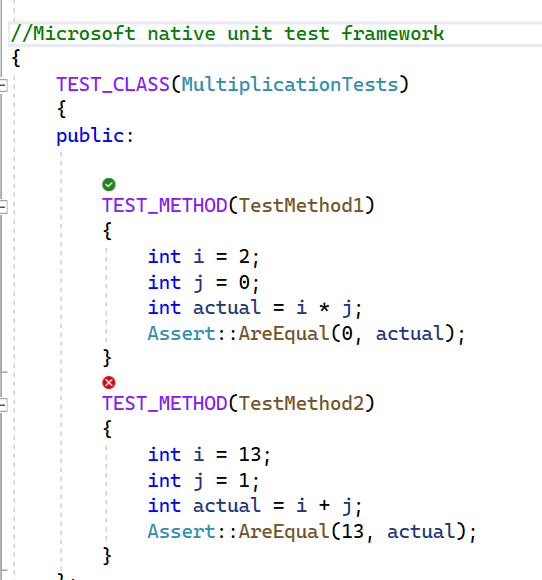 //Microsoft native unit test framework
{
TEST_CLASS(MultiplicationTests)
{
public:
TEST_METHOD(TestMethod1)
{
int i = 2;
int j = 0;
int actual = i * j;
Assert::AreEqual(0, actual);
}
TEST_METHOD(TestMethod2)
{
int i = 13;
int j = 1;
int actual = i + j;
Assert::AreEqual(13, actual);
}
};